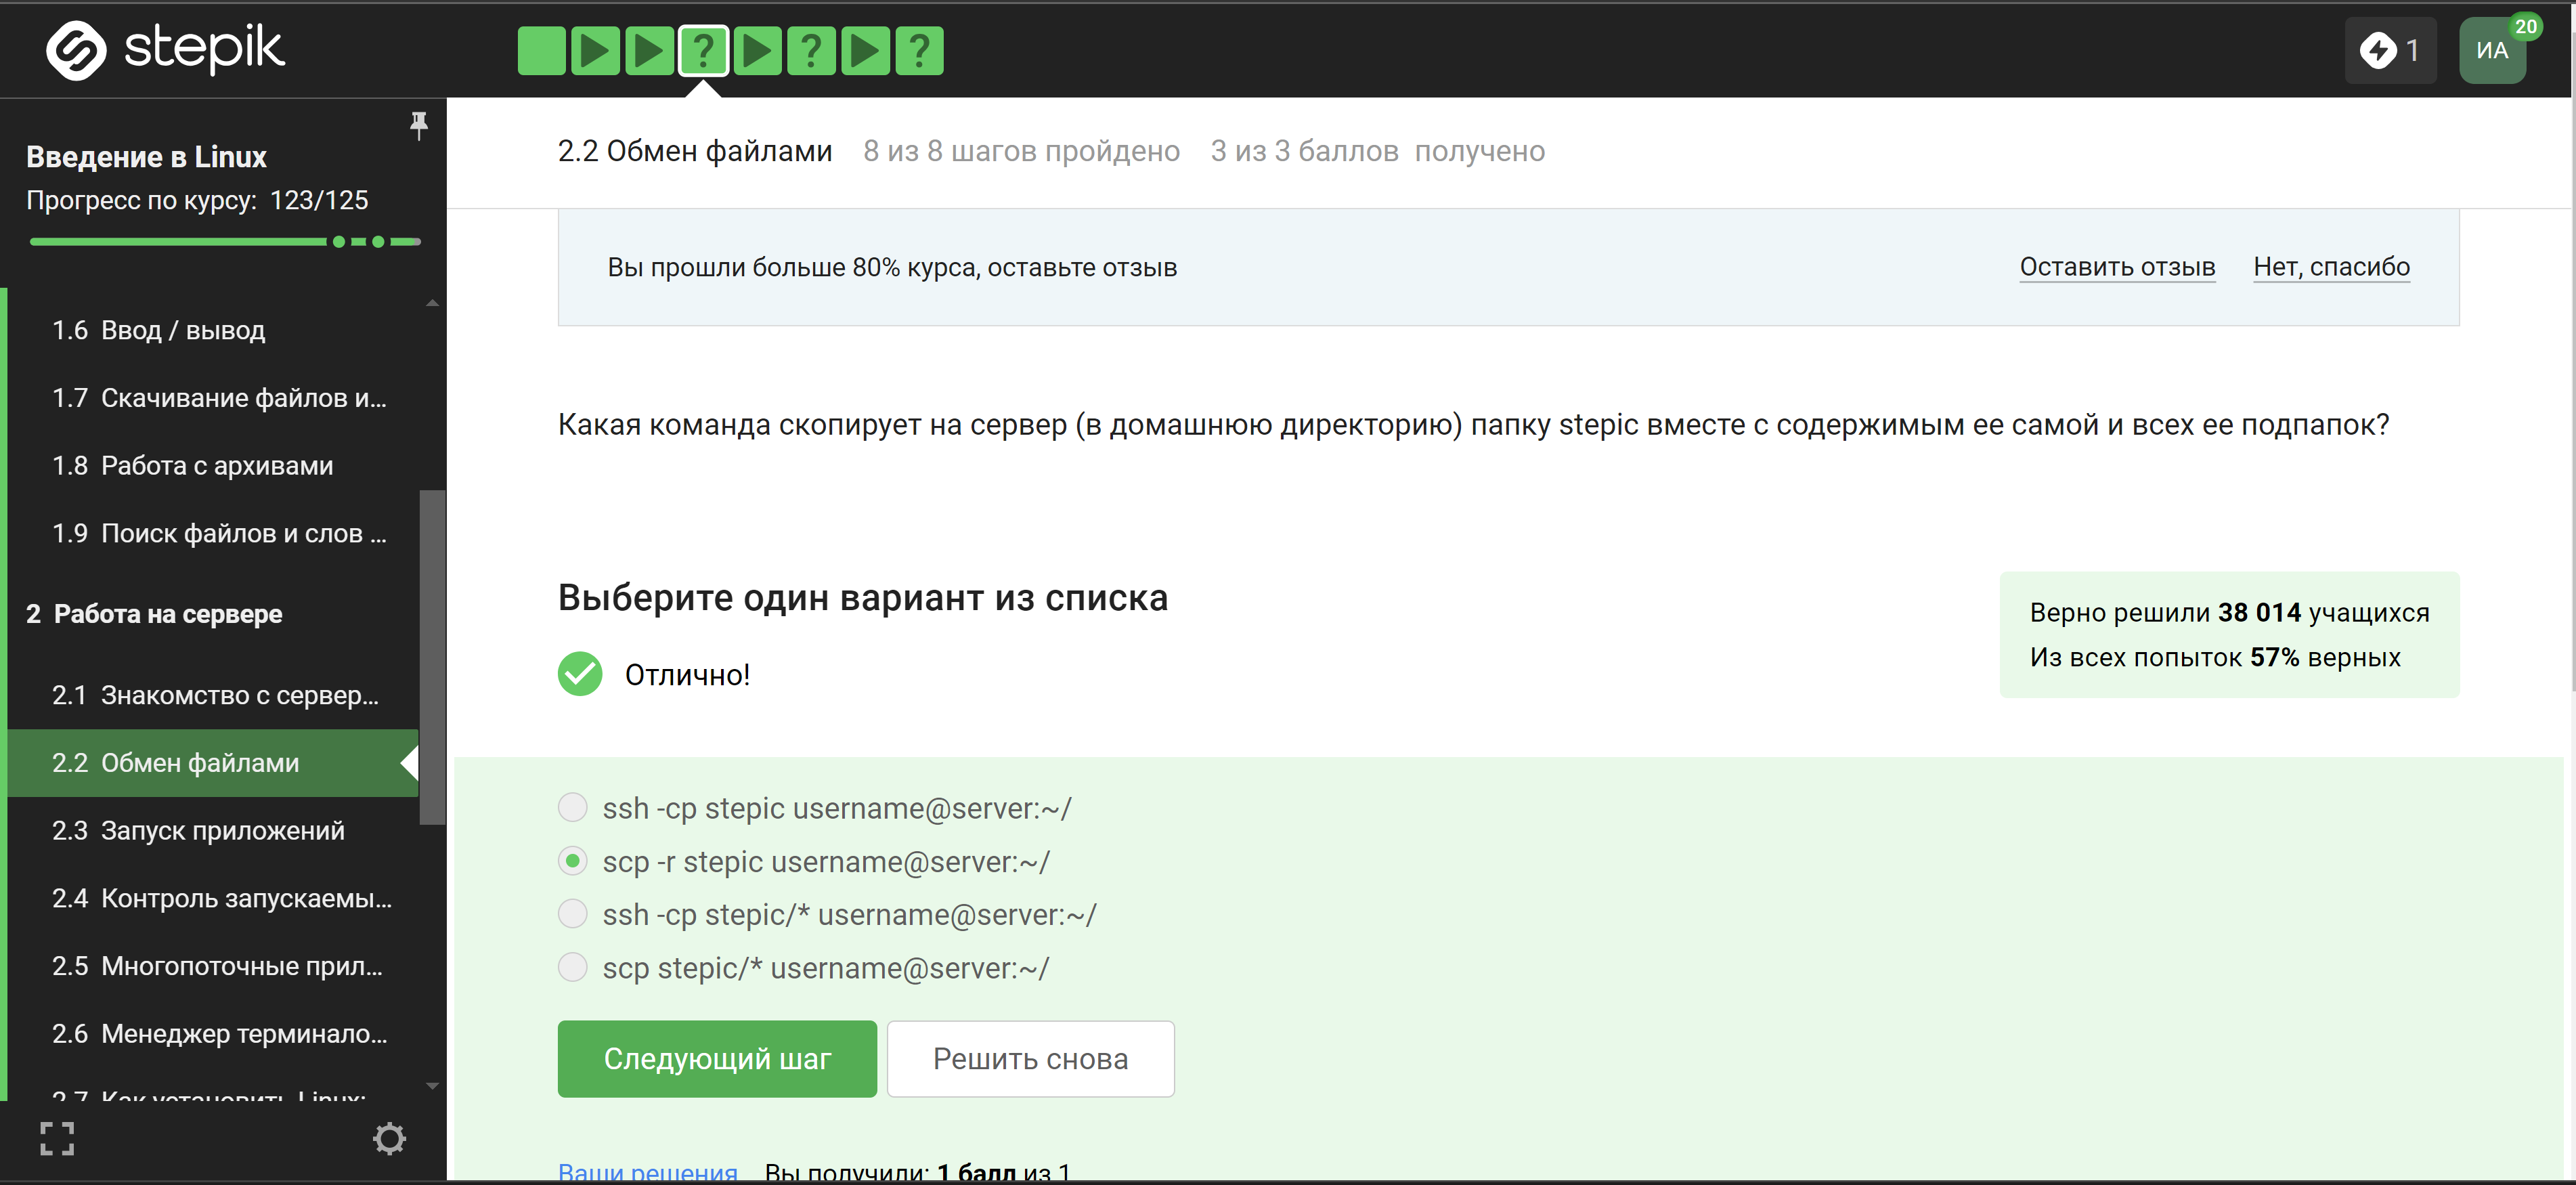 stepik
?
?
?
1
ИА
20
Введение в Linux
Прогресс по курсу: 123/125
1.6 Ввод / вывод
1.7 Скачивание файлов и...
1.8 Работа с архивами
1.9 Поиск файлов и слов ...
2 Работа на сервере
2.1 Знакомство с сервер...
2.2 Обмен файлами
2.3 Запуск приложений
2.4 Контроль запускаемы...
2.5 Многопоточные прил...
2.6 Менеджер терминало...
2.7 Как установить Linux:
2.2 Обмен файлами 8 из 8 шагов пройдено 3 из 3 баллов получено
Вы прошли больше 80% курса, оставьте отзыв
Оставить отзыв
Нет, спасибо
Какая команда скопирует на сервер (в домашнюю директорию) папку stepic вместе с содержимым ее самой и всех ее подпапок?
Выберите один вариант из списка
Отлично!
Верно решили 38 014 учащихся
Из всех попыток 57% верных
ssh -cp stepic username@server:~/
scp -r stepic username@server:~/
ssh -cp stepic/* username@server:~/
scp stepic/* username@server:~/
Следующий шаг
Решить снова
Ваши решения Вы получили: 1 балл из 1